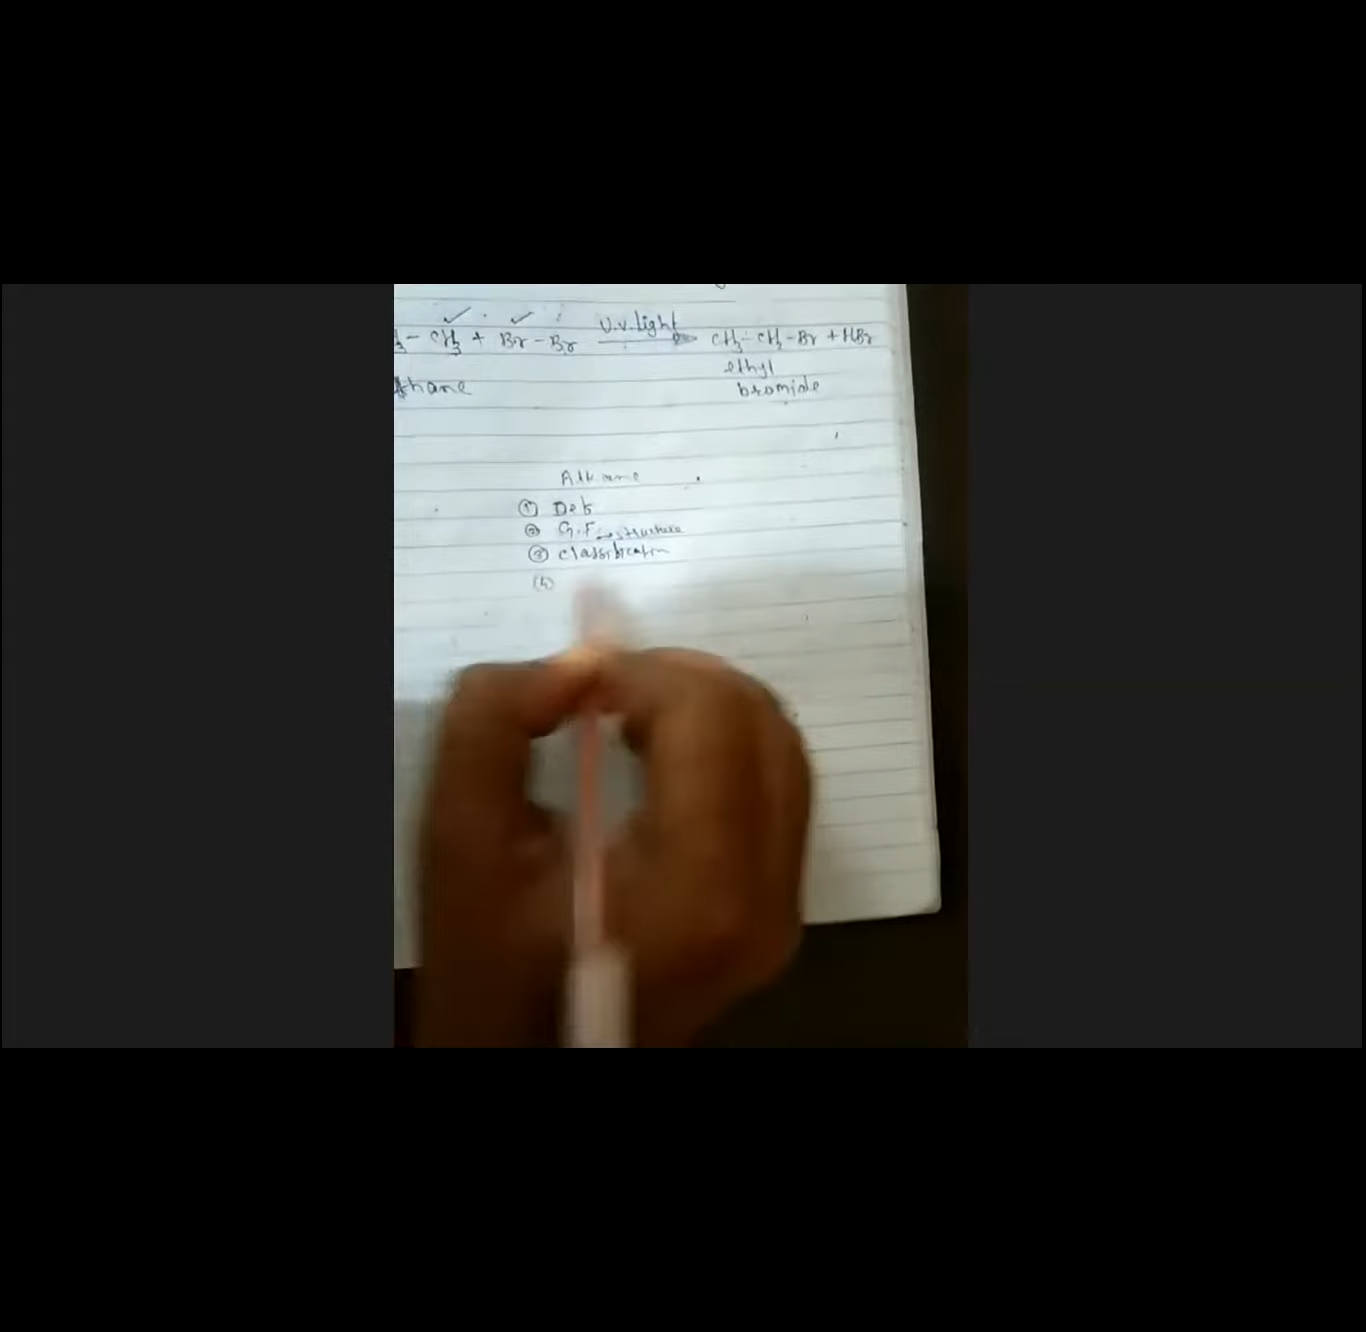 - CH3 + Br - Br U.V. light → CH3 - CH2 - Br + HBr
ethyl
thane bromide
Alkane
① Def
② G.F → structure
③ classification
(4)